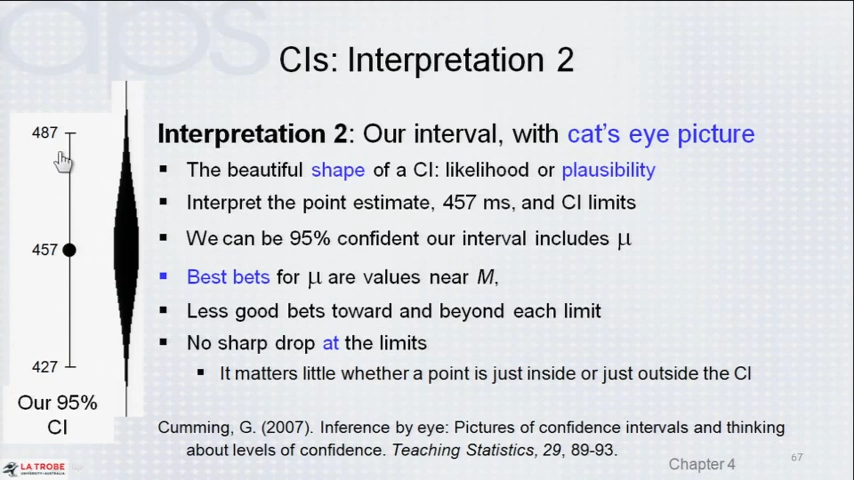 aps
CIs: Interpretation 2
Interpretation 2: Our interval, with cat's eye picture
The beautiful shape of a CI: likelihood or plausibility
Interpret the point estimate, 457 ms, and CI limits
We can be 95% confident our interval includes μ
Best bets for μ are values near M,
Less good bets toward and beyond each limit
No sharp drop at the limits
It matters little whether a point is just inside or just outside the CI
487
457
427
Our 95%
CI
Cumming, G. (2007). Inference by eye: Pictures of confidence intervals and thinking
about levels of confidence. Teaching Statistics, 29, 89-93.
LA TROBE
UNIVERSITY AUSTRALIA
Chapter 4
67